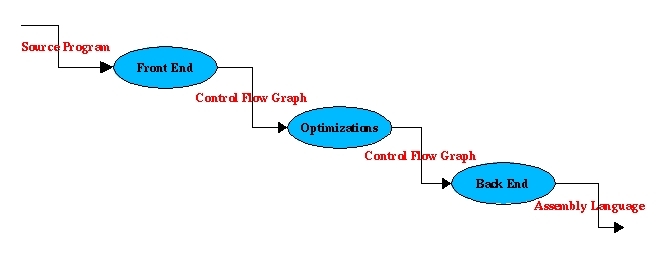 Source Program
Front End
Control Flow Graph
Optimizations
Control Flow Graph
Back End
Assembly Language